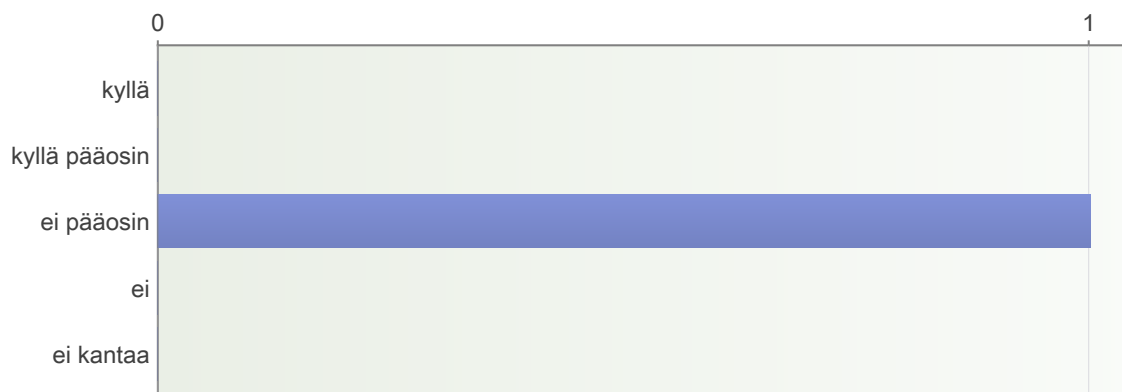 0 1
kyllä
kyllä pääosin
ei pääosin
ei
ei kantaa